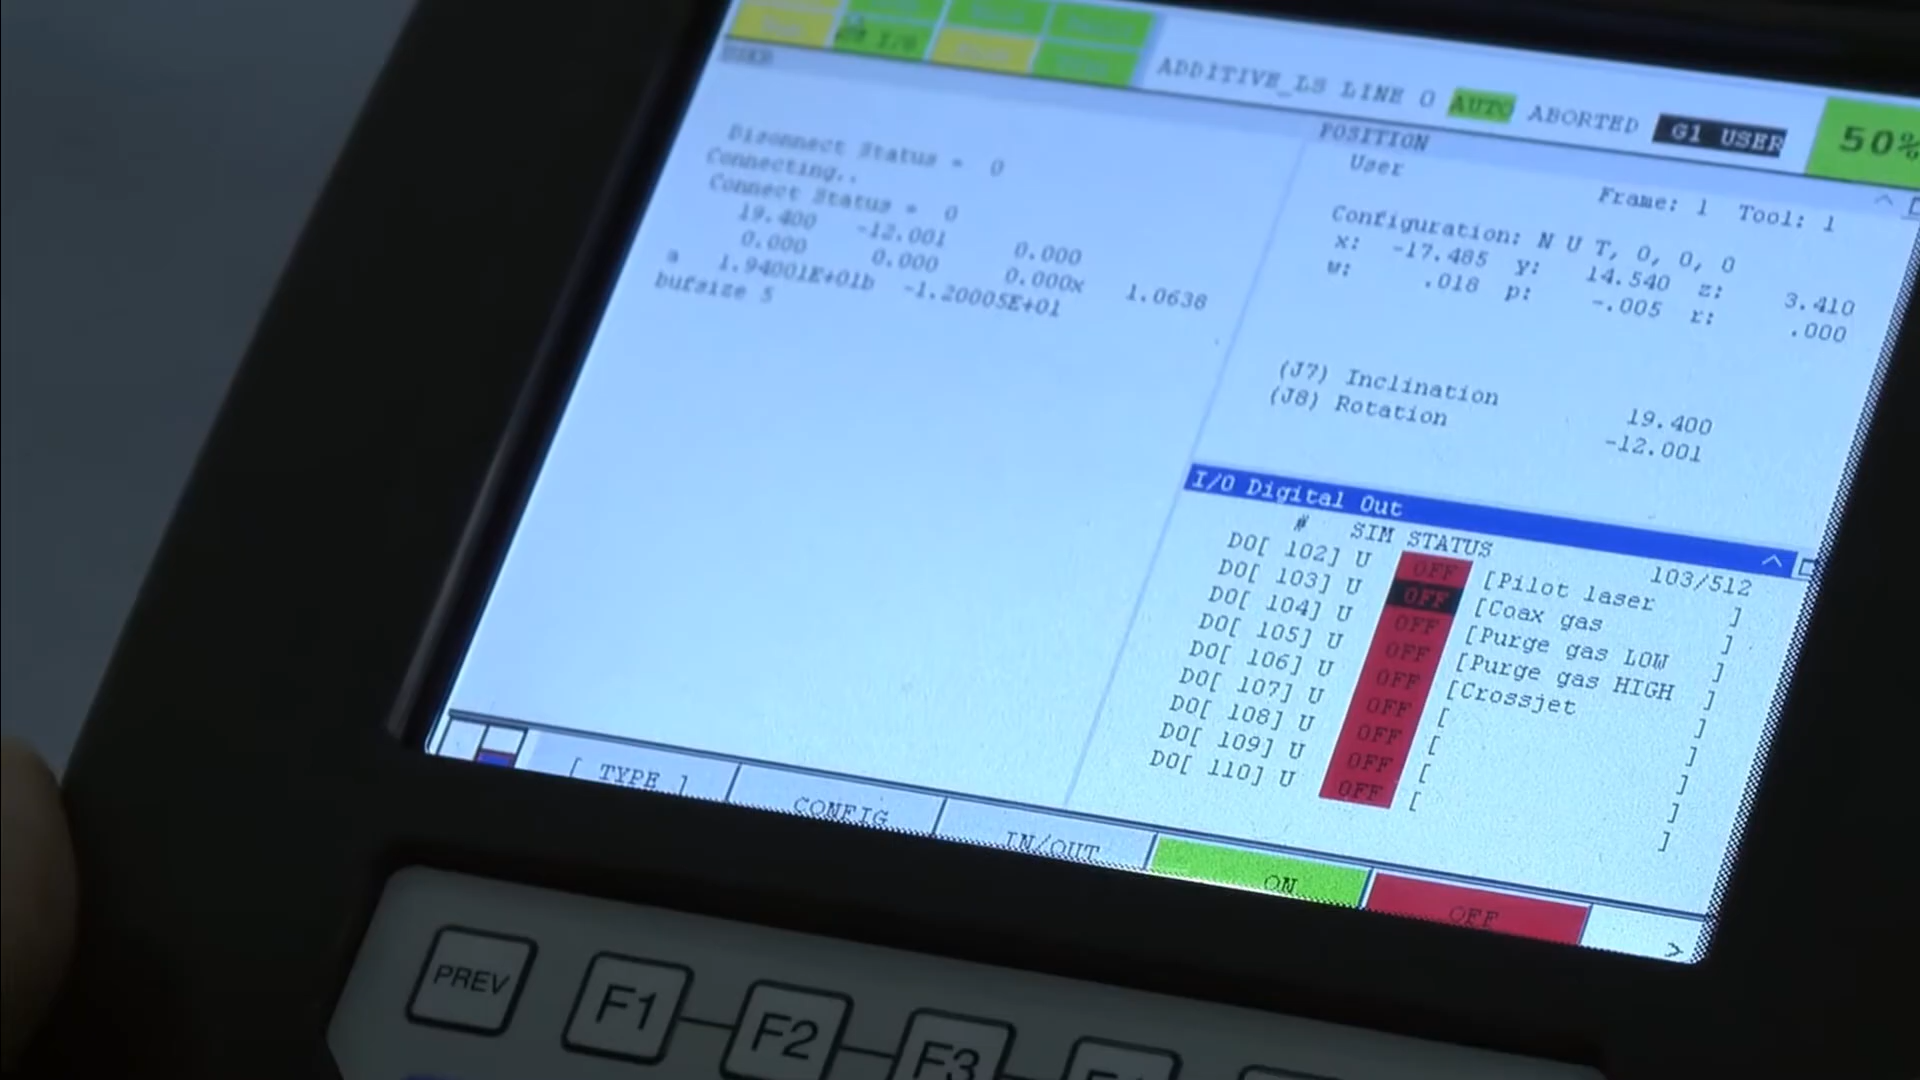 I/O
ADDITIVE_LS LINE 0 AUTO ABORTED G1 USER 50%
USER
Disonnect Status = 0
Connecting..
Connect Status = 0
19.400 -12.001 0.000
0.000 0.000 0.000x 1.0638
a 1.94001E+01b -1.20005E+01
bufsize 5
POSITION
User
Frame: 1 Tool: 1
Configuration: N U T, 0, 0, 0
x: -17.485 y: 14.540 z: 3.410
w: .018 p: -.005 r: .000
(J7) Inclination 19.400
(J8) Rotation -12.001
I/O Digital Out
# SIM STATUS 103/512
DO[ 102] U OFF [Pilot laser ]
DO[ 103] U OFF [Coax gas ]
DO[ 104] U OFF [Purge gas LOW ]
DO[ 105] U OFF [Purge gas HIGH ]
DO[ 106] U OFF [Crossjet ]
DO[ 107] U OFF [ ]
DO[ 108] U OFF [ ]
DO[ 109] U OFF [ ]
DO[ 110] U OFF [ ]
[ TYPE ] CONFIG IN/OUT ON OFF >
PREV F1 F2 F3